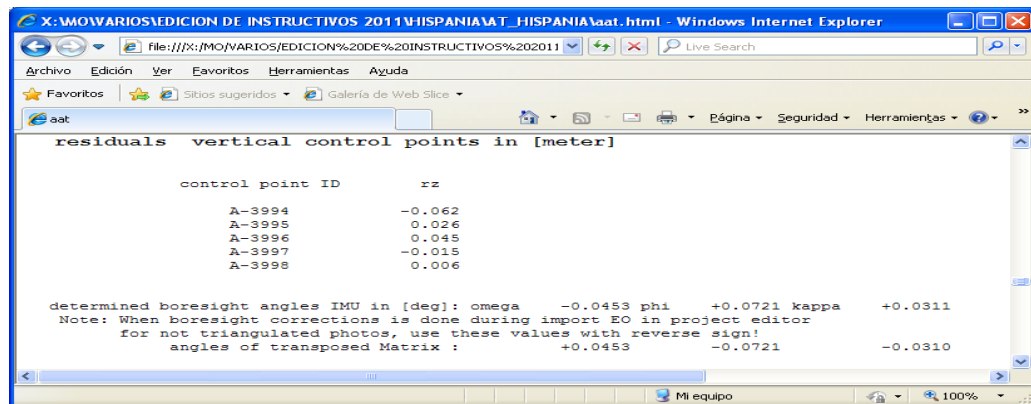 X:\MO\VARIOS\EDICION DE INSTRUCTIVOS 2011\HISPANIA\AT_HISPANIA\aat.html - Windows Internet Explorer
file:///X:/MO/VARIOS/EDICION%20DE%20INSTRUCTIVOS%202011 Live Search
Archivo Edición Ver Favoritos Herramientas Ayuda
Favoritos Sitios sugeridos Galería de Web Slice
aat Página Seguridad Herramientas »
residuals vertical control points in [meter]
control point ID rz
A-3994 -0.062
A-3995 0.026
A-3996 0.045
A-3997 -0.015
A-3998 0.006
determined boresight angles IMU in [deg]: omega -0.0453 phi +0.0721 kappa +0.0311
Note: When boresight corrections is done during import EO in project editor
for not triangulated photos, use these values with reverse sign!
angles of transposed Matrix : +0.0453 -0.0721 -0.0310
Mi equipo 100%